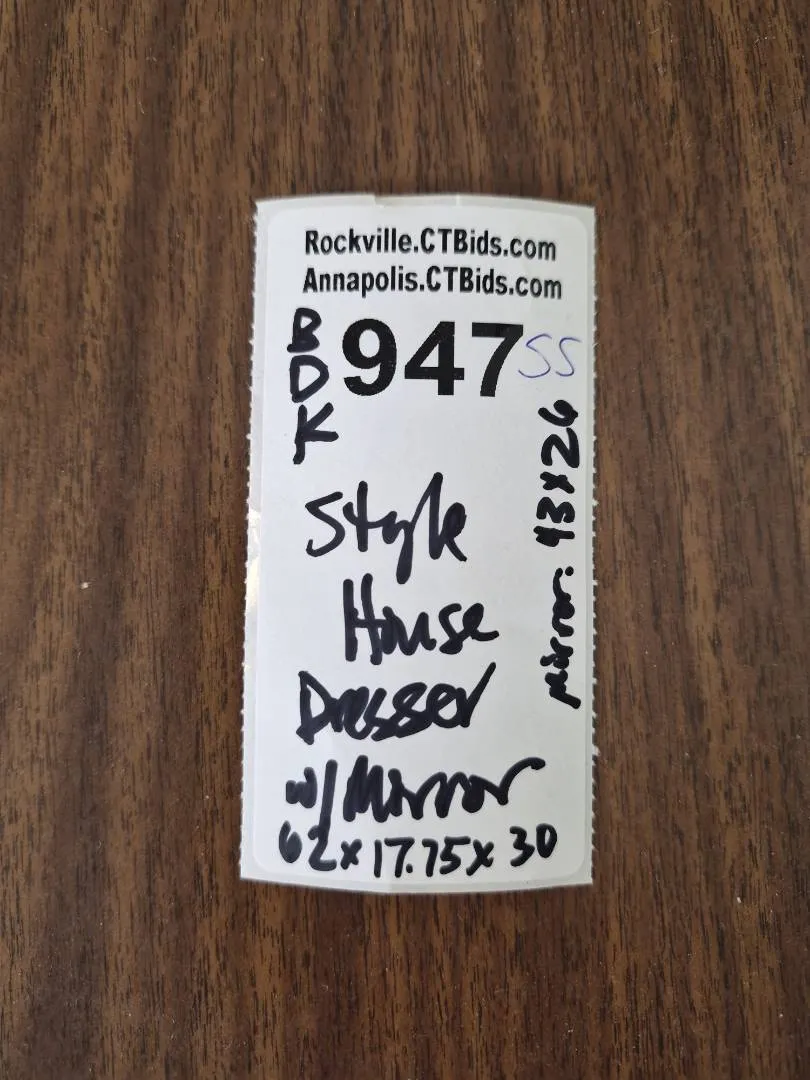 Rockville.CTBids.com
Annapolis.CTBids.com
B
D
K
947 SS
Style
House
Dresser
w/Mirror
62x17.75x30
Mirror: 43x26